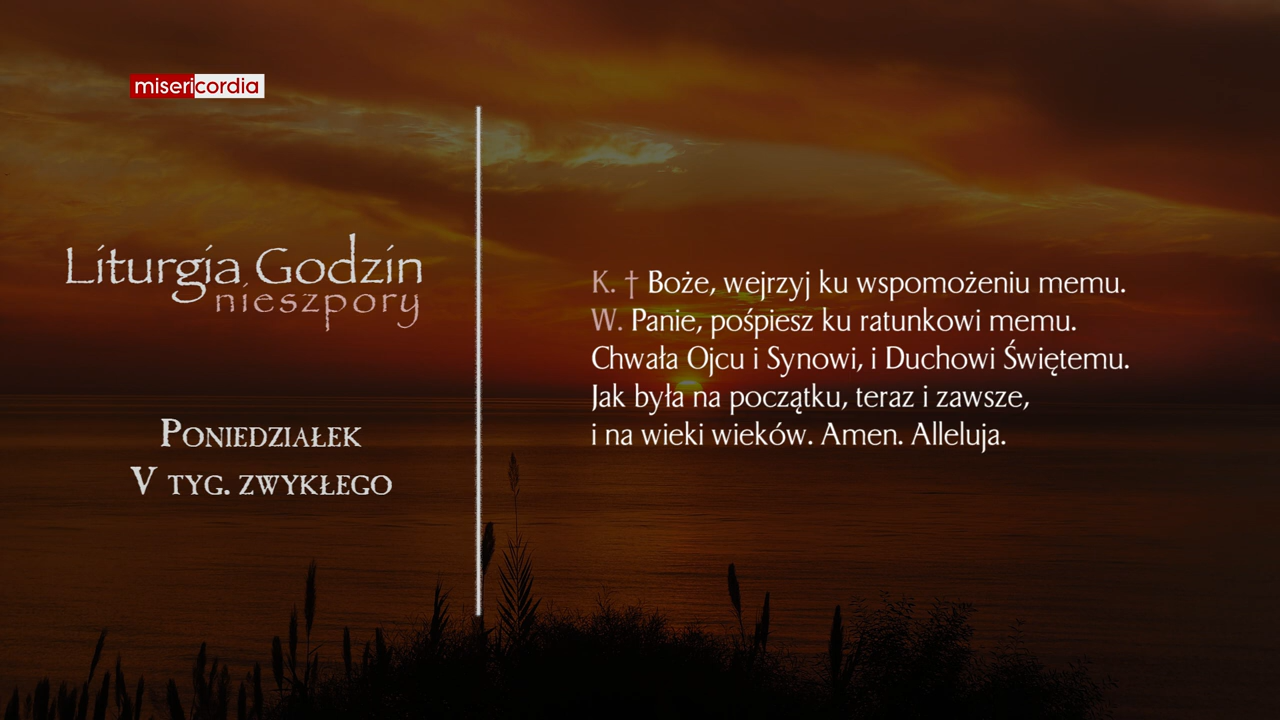 misericordia
Liturgia Godzin
nieszpory
Poniedziałek
V tyg. zwykłego
K. † Boże, wejrzyj ku wspomożeniu memu.
W. Panie, pośpiesz ku ratunkowi memu.
Chwała Ojcu i Synowi, i Duchowi Świętemu.
Jak była na początku, teraz i zawsze,
i na wieki wieków. Amen. Alleluja.